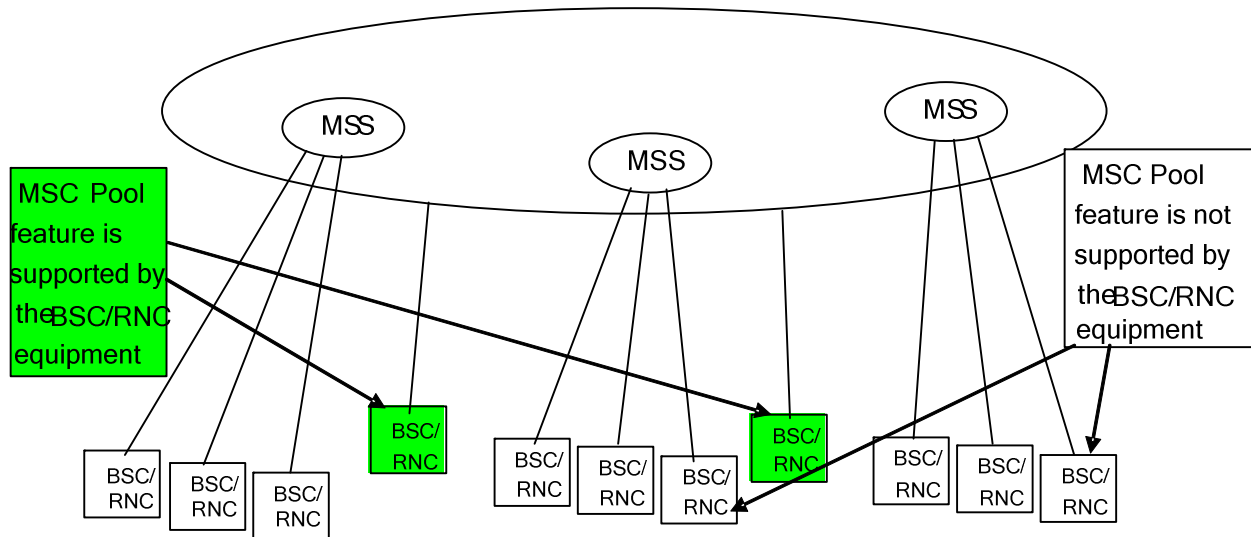 MSS
MSS
MSS
MSC Pool
feature is
supported by
the BSC/RNC
equipment
MSC Pool
feature is not
supported by
the BSC/RNC
equipment
BSC/
RNC
BSC/
RNC
BSC/
RNC
BSC/
RNC
BSC/
RNC
BSC/
RNC
BSC/
RNC
BSC/
RNC
BSC/
RNC
BSC/
RNC
BSC/
RNC